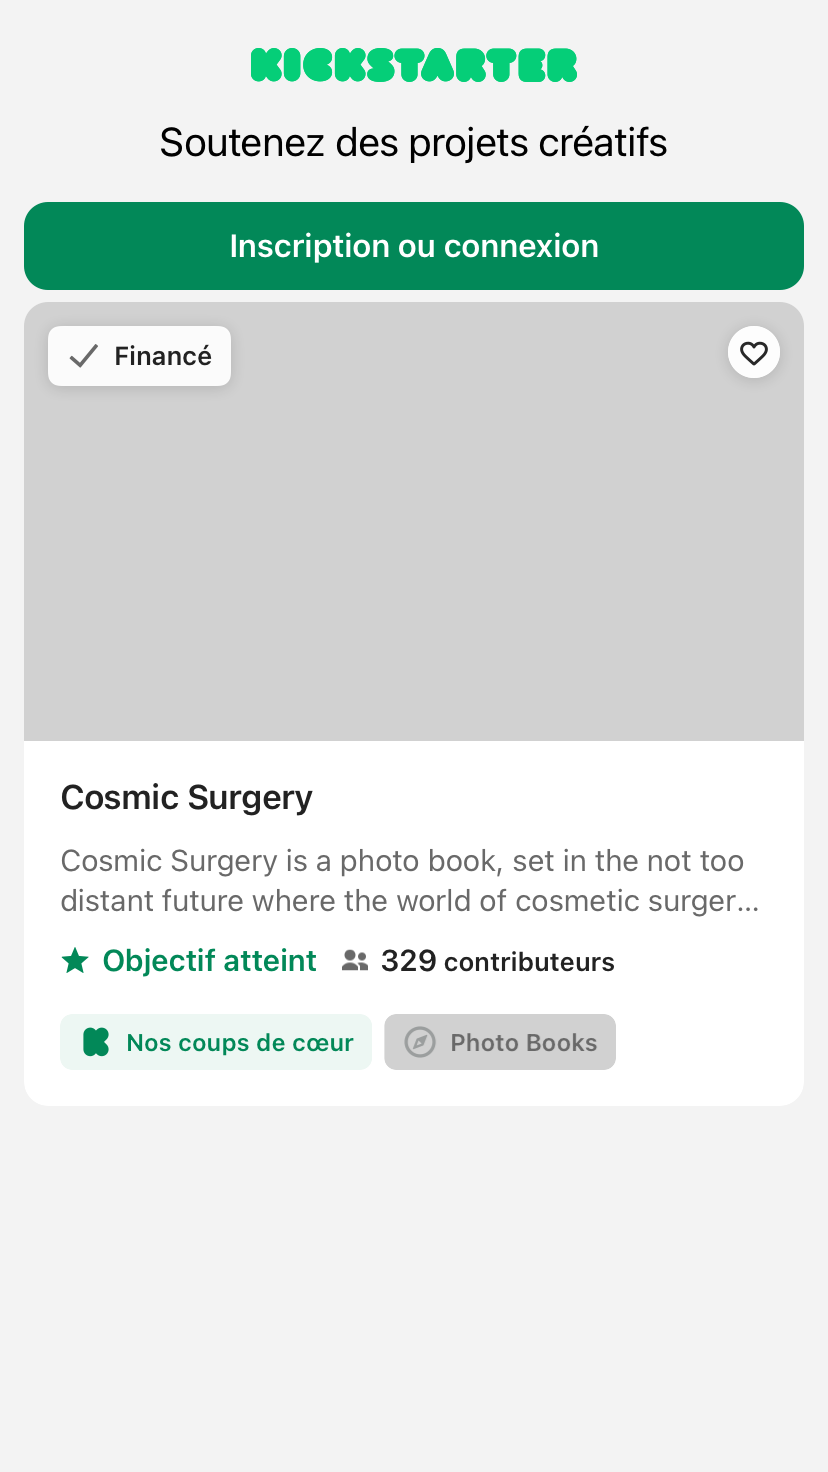 KICKSTARTER
Soutenez des projets créatifs
Inscription ou connexion
Financé
Cosmic Surgery
Cosmic Surgery is a photo book, set in the not too
distant future where the world of cosmetic surger…
Objectif atteint 329 contributeurs
Nos coups de cœur Photo Books